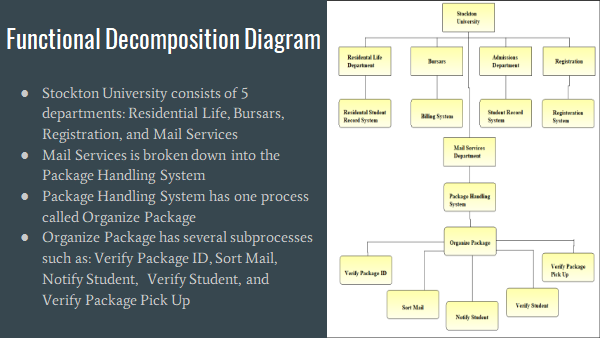 Functional Decomposition Diagram
● Stockton University consists of 5
departments: Residential Life, Bursars,
Registration, and Mail Services
● Mail Services is broken down into the
Package Handling System
● Package Handling System has one process
called Organize Package
● Organize Package has several subprocesses
such as: Verify Package ID, Sort Mail,
Notify Student, Verify Student, and
Verify Package Pick Up
Stockton
University
Residental Life
Department
Bursars
Admissions
Department
Registration
Residental Student
Record System
Billing System
Student Record
System
Registeration
System
Mail Services
Department
Package Handling
System
Organize Package
Verify Package ID
Sort Mail
Notify Student
Verify Student
Verify Package
Pick Up